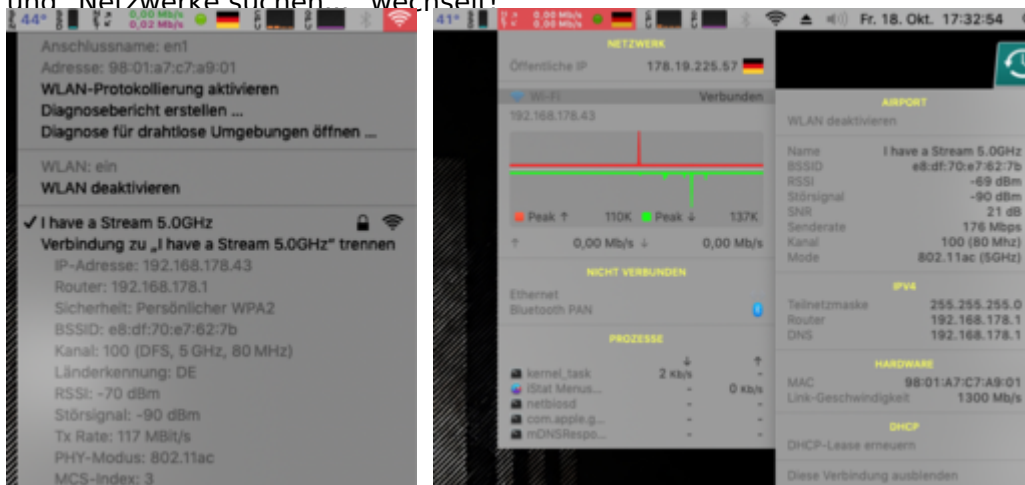 und "Netzwerke suchen..." wechselt!
44°
0,00 Mb/s
0,02 Mb/s
Anschlussname: en1
Adresse: 98:01:a7:c7:a9:01
WLAN-Protokollierung aktivieren
Diagnosebericht erstellen ...
Diagnose für drahtlose Umgebungen öffnen ...
WLAN: ein
WLAN deaktivieren
✓ I have a Stream 5.0GHz
Verbindung zu „I have a Stream 5.0GHz“ trennen
IP-Adresse: 192.168.178.43
Router: 192.168.178.1
Sicherheit: Persönlicher WPA2
BSSID: e8:df:70:e7:62:7b
Kanal: 100 (DFS, 5 GHz, 80 MHz)
Länderkennung: DE
RSSI: -70 dBm
Störsignal: -90 dBm
Tx Rate: 117 MBit/s
PHY-Modus: 802.11ac
MCS-Index: 3
41°
0,00 Mb/s
0,00 Mb/s
Fr. 18. Okt. 17:32:54
NETZWERK
Öffentliche IP 178.19.225.57
Wi-Fi Verbunden
192.168.178.43
Peak ↑ 110K Peak ↓ 137K
↑ 0,00 Mb/s ↓ 0,00 Mb/s
NICHT VERBUNDEN
Ethernet
Bluetooth PAN
PROZESSE
↓ ↑
kernel_task 2 Kb/s -
iStat Menus... - 0 Kb/s
netbiosd - -
com.apple.g... - -
mDNSRespo... - -
AIRPORT
WLAN deaktivieren
Name I have a Stream 5.0GHz
BSSID e8:df:70:e7:62:7b
RSSI -69 dBm
Störsignal -90 dBm
SNR 21 dB
Senderate 176 Mbps
Kanal 100 (80 Mhz)
Mode 802.11ac (5GHz)
IPV4
Teilnetzmaske 255.255.255.0
Router 192.168.178.1
DNS 192.168.178.1
HARDWARE
MAC 98:01:A7:C7:A9:01
Link-Geschwindigkeit 1300 Mb/s
DHCP
DHCP-Lease erneuern
Diese Verbindung ausblenden